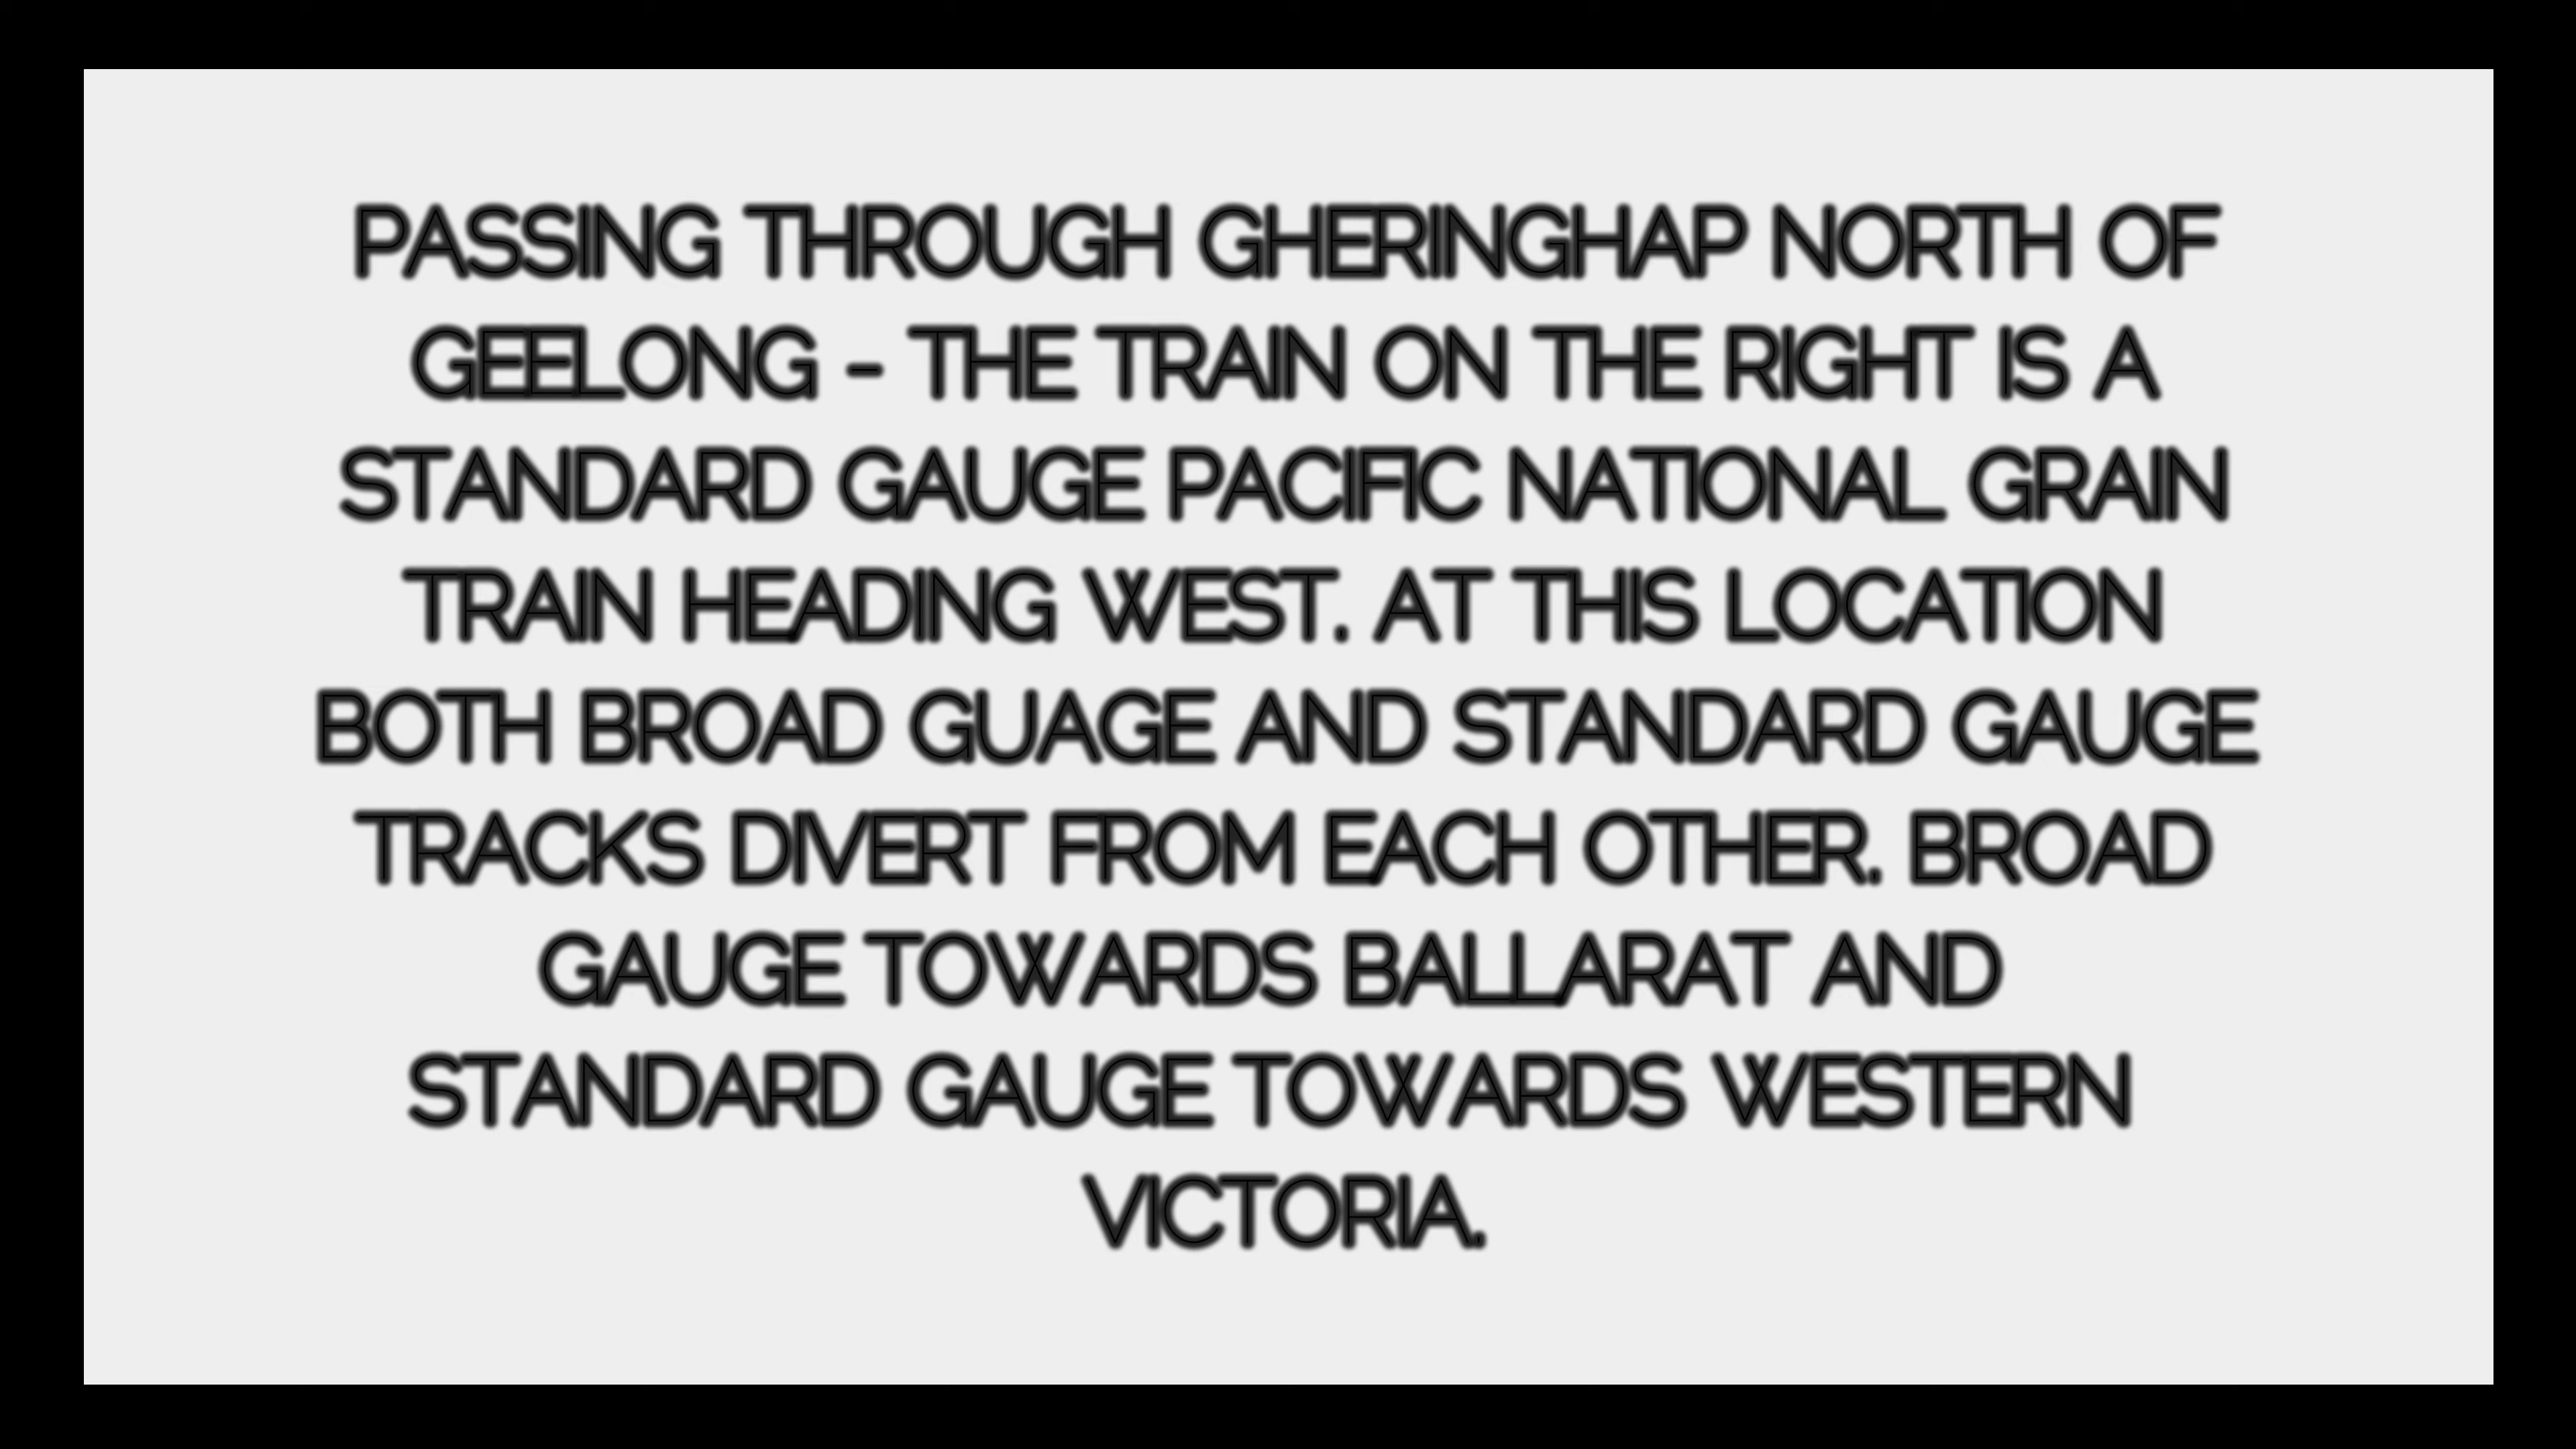 PASSING THROUGH GHERINGHAP NORTH OF
GEELONG - THE TRAIN ON THE RIGHT IS A
STANDARD GAUGE PACIFIC NATIONAL GRAIN
TRAIN HEADING WEST. AT THIS LOCATION
BOTH BROAD GUAGE AND STANDARD GAUGE
TRACKS DIVERT FROM EACH OTHER. BROAD
GAUGE TOWARDS BALLARAT AND
STANDARD GAUGE TOWARDS WESTERN
VICTORIA.